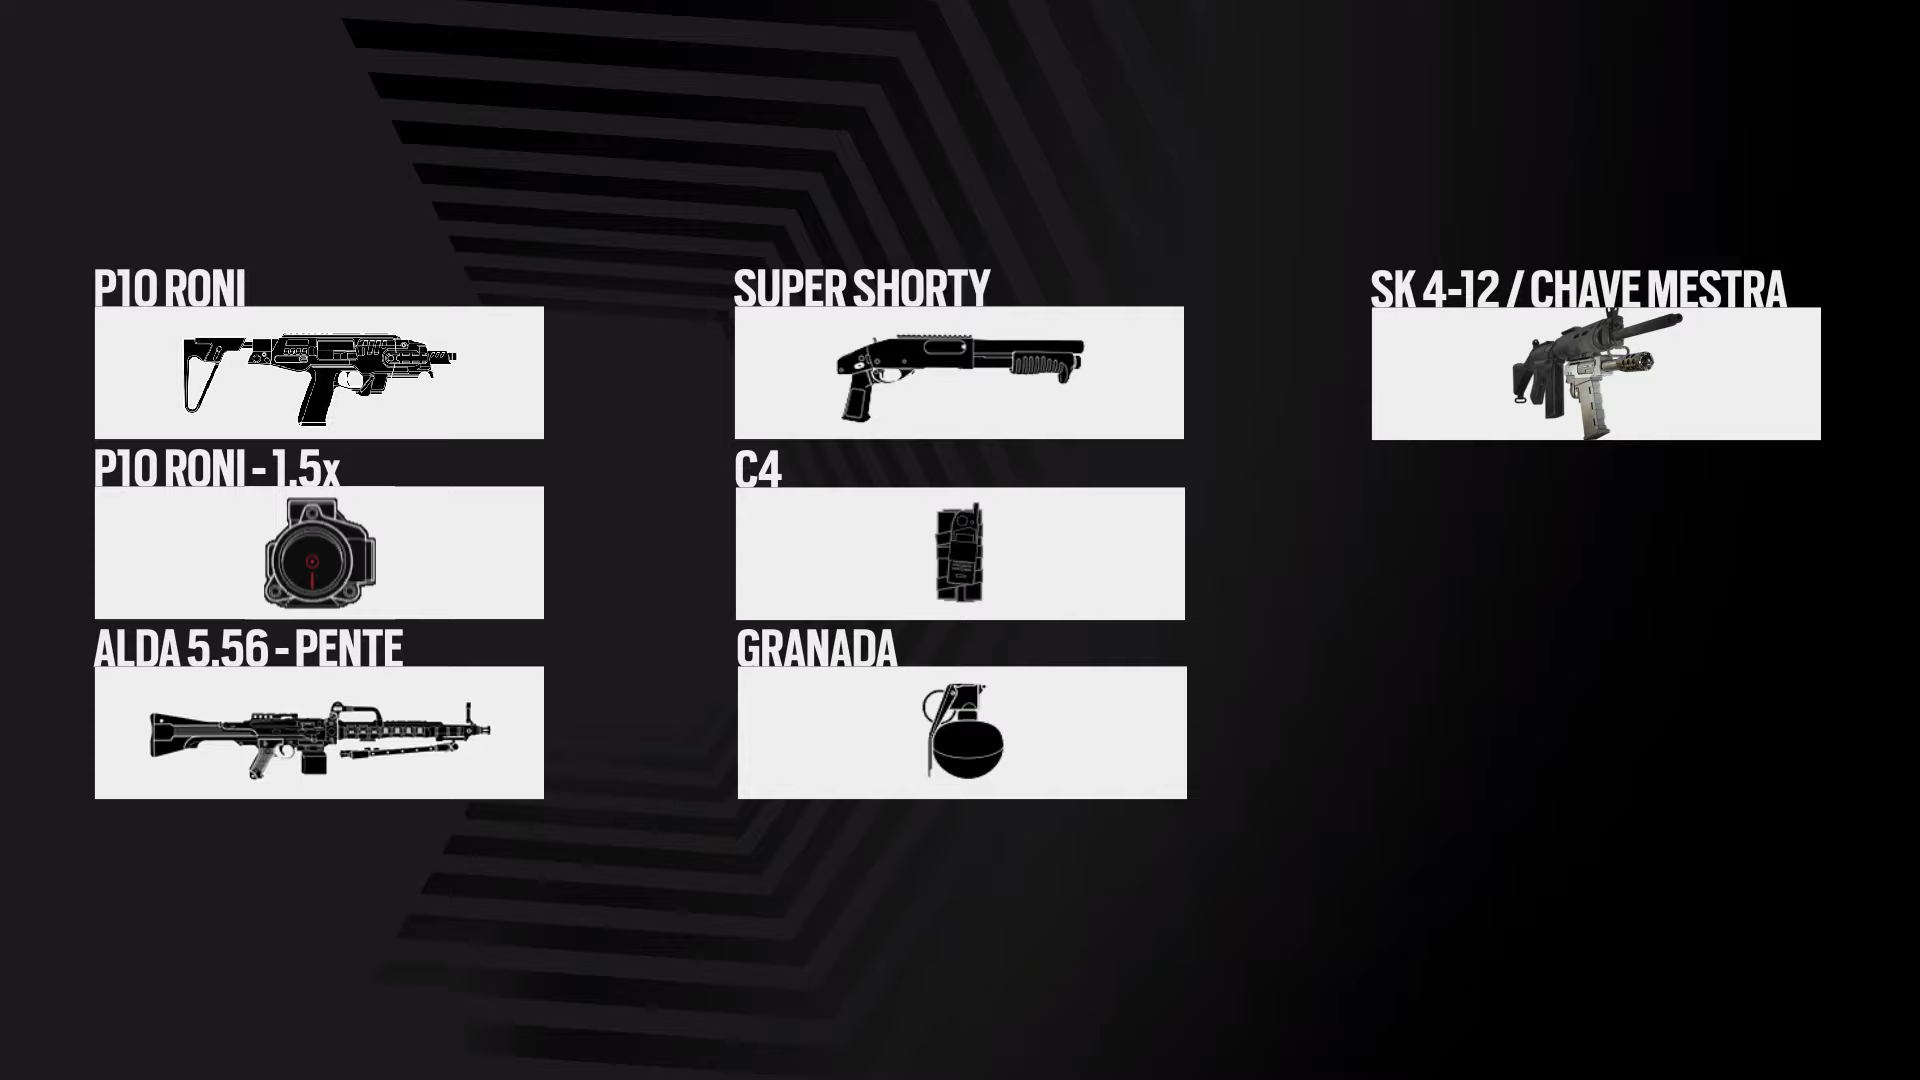 P10 RONI
SUPER SHORTY
SK 4-12 / CHAVE MESTRA
P10 RONI - 1.5x
C4
ALDA 5.56 - PENTE
GRANADA